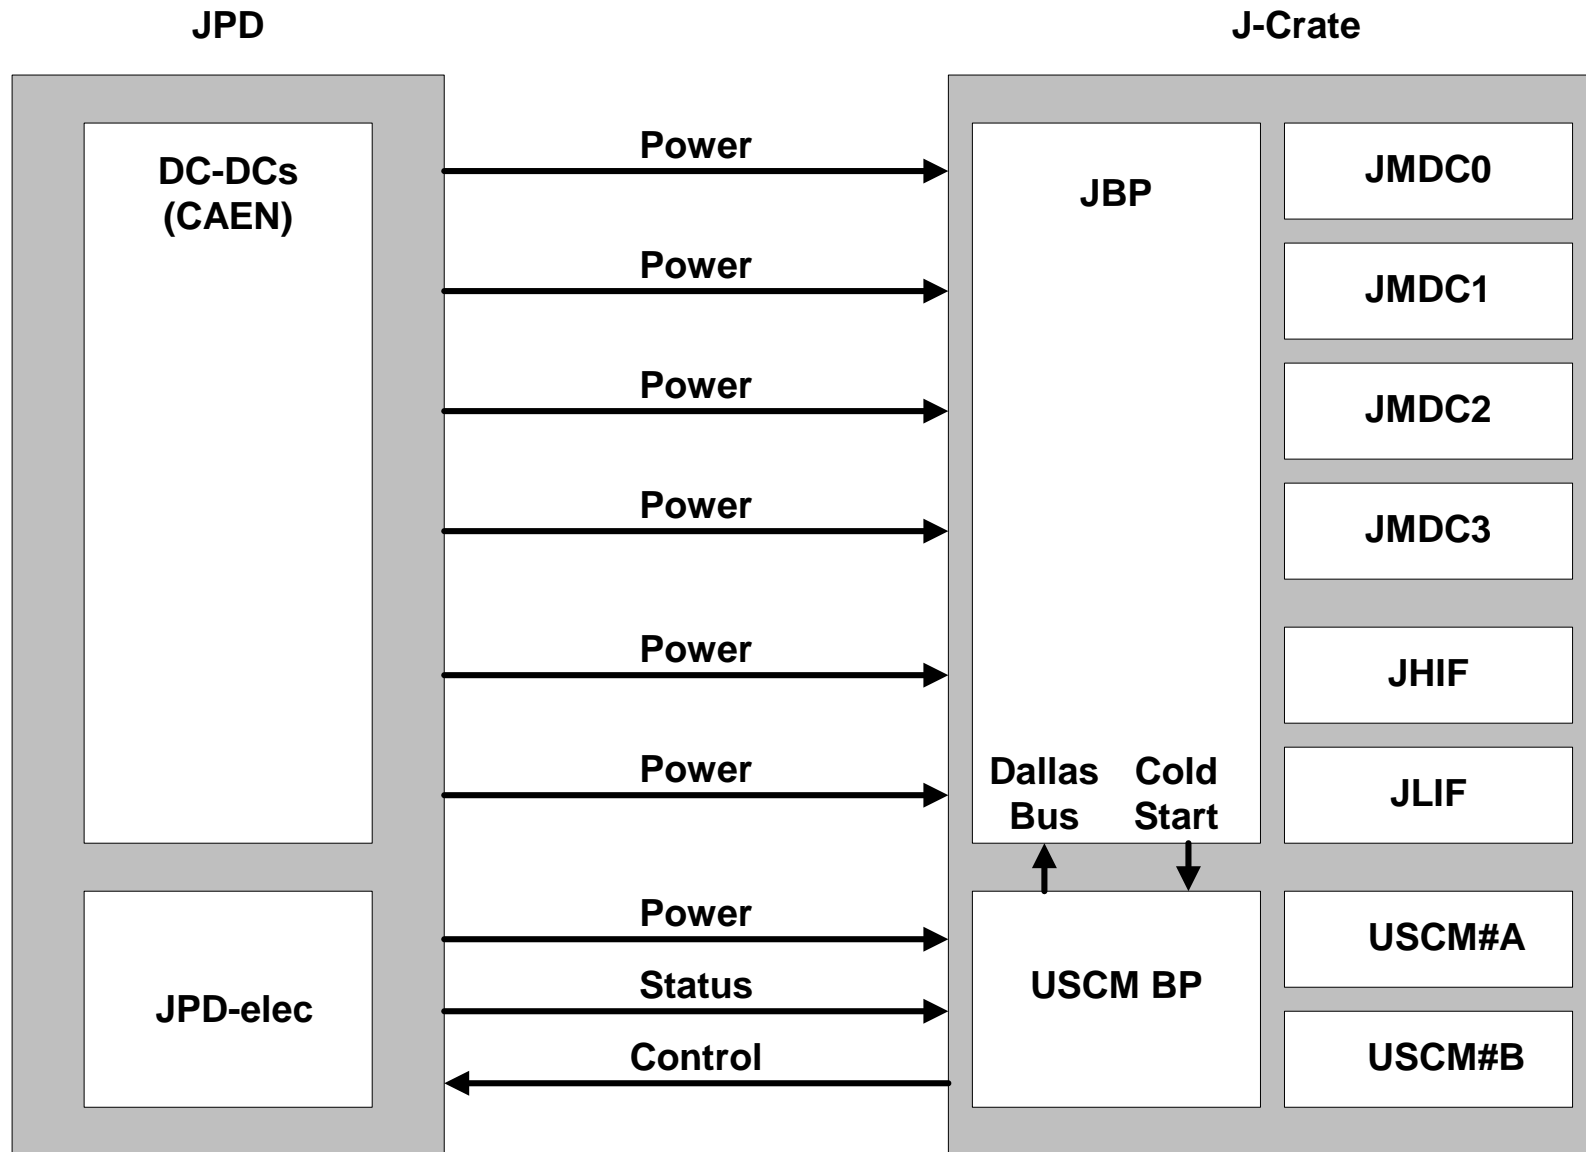 JPD
J-Crate
DC-DCs
(CAEN)
Power
Power
Power
Power
Power
Power
JBP
JMDC0
JMDC1
JMDC2
JMDC3
JHIF
JLIF
Dallas
Bus
Cold
Start
JPD-elec
Power
Status
Control
USCM BP
USCM#A
USCM#B